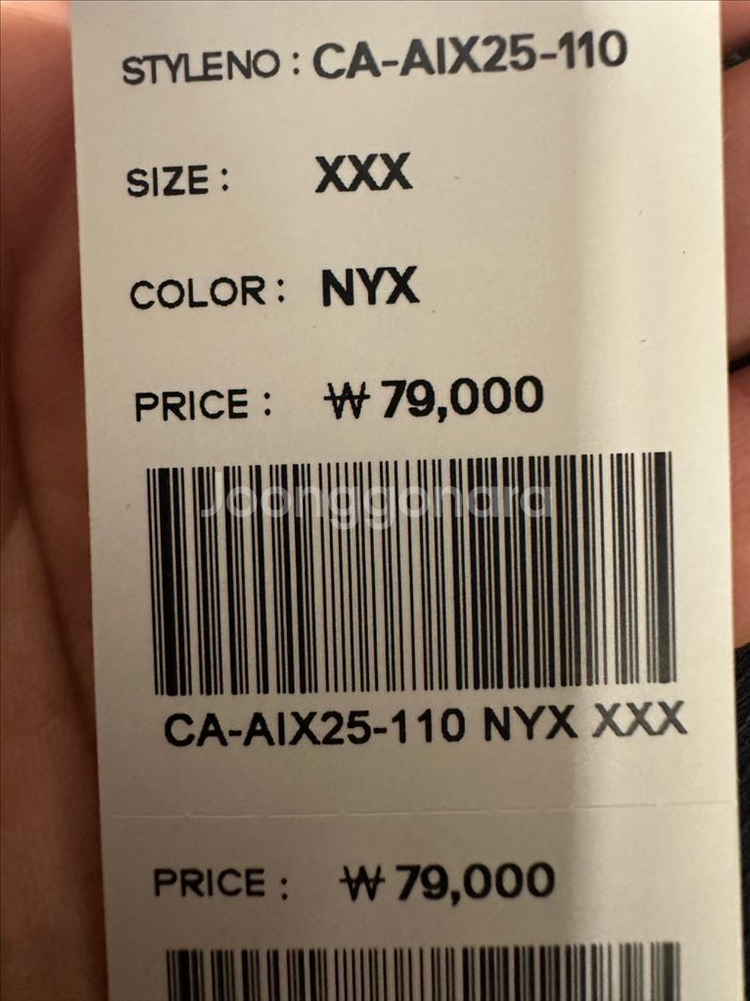 STYLENO : CA-AIX25-110
SIZE : XXX
COLOR : NYX
PRICE : ₩ 79,000
Joonggonara
CA-AIX25-110 NYX XXX
PRICE : ₩ 79,000